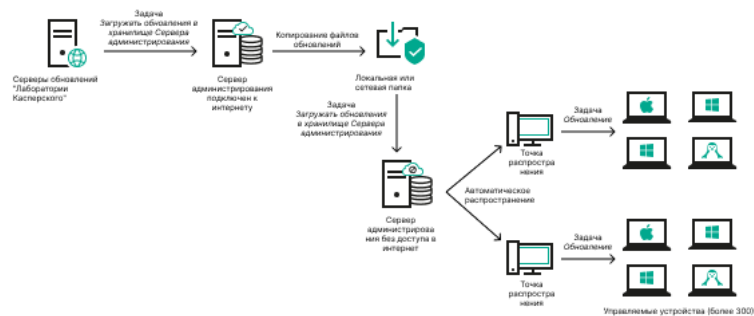 Задача
Загружать обновления в
хранилище Сервера
администрирования
Серверы обновлений
"Лаборатории
Касперского"
Сервер
администрирования
подключен к
интернету
Копирование файлов
обновлений
Локальная или
сетевая папка
Задача
Загружать обновления
в хранилище Сервера
администрирования
Сервер
администрирова
ния без доступа в
интернет
Автоматическое
распространение
Точка
распростра
нения
Задача
Обновление
Точка
распростра
нения
Задача
Обновление
Управляемые устройства (более 300)